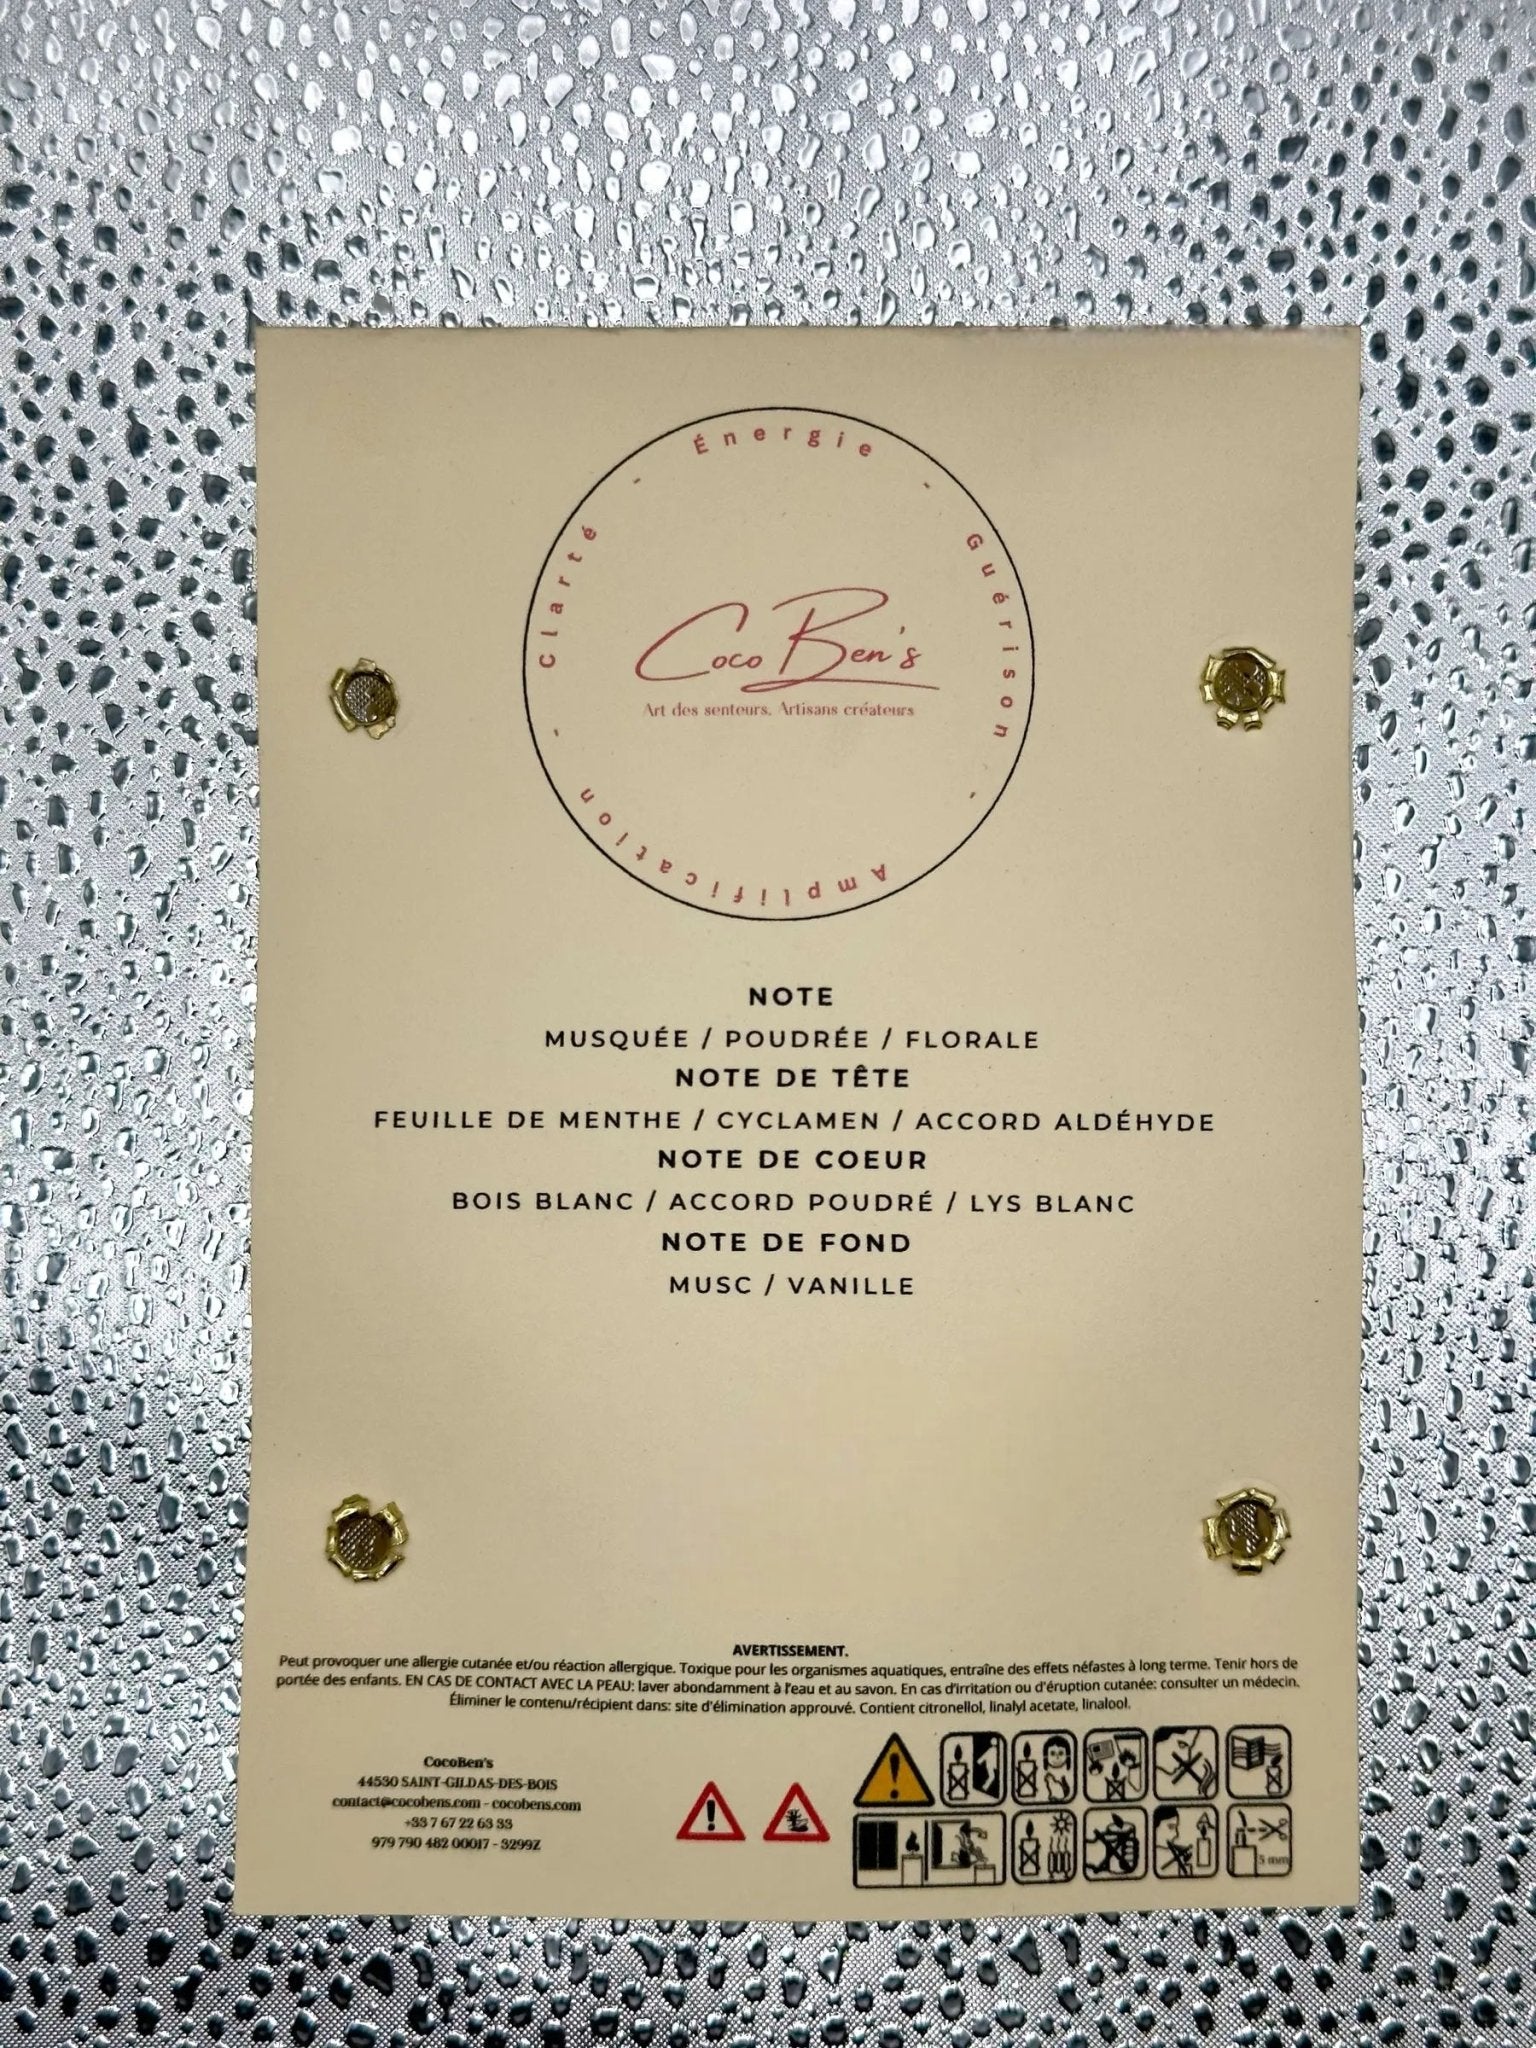 Énergie - Guérison - Amplification - Clarté -
Coco Ben's
Art des senteurs, Artisans créateurs
NOTE
MUSQUÉE / POUDRÉE / FLORALE
NOTE DE TÊTE
FEUILLE DE MENTHE / CYCLAMEN / ACCORD ALDÉHYDE
NOTE DE COEUR
BOIS BLANC / ACCORD POUDRÉ / LYS BLANC
NOTE DE FOND
MUSC / VANILLE
AVERTISSEMENT.
Peut provoquer une allergie cutanée et/ou réaction allergique. Toxique pour les organismes aquatiques, entraîne des effets néfastes à long terme. Tenir hors de
portée des enfants. EN CAS DE CONTACT AVEC LA PEAU: laver abondamment à l'eau et au savon. En cas d'irritation ou d'éruption cutanée: consulter un médecin.
Éliminer le contenu/récipient dans: site d'élimination approuvé. Contient citronellol, linalyl acetate, linalool.
CocoBen's
44530 SAINT-GILDAS-DES-BOIS
contact@cocobens.com - cocobens.com
+33 7 67 22 63 33
979 790 482 00017 - 3299Z
5 mm